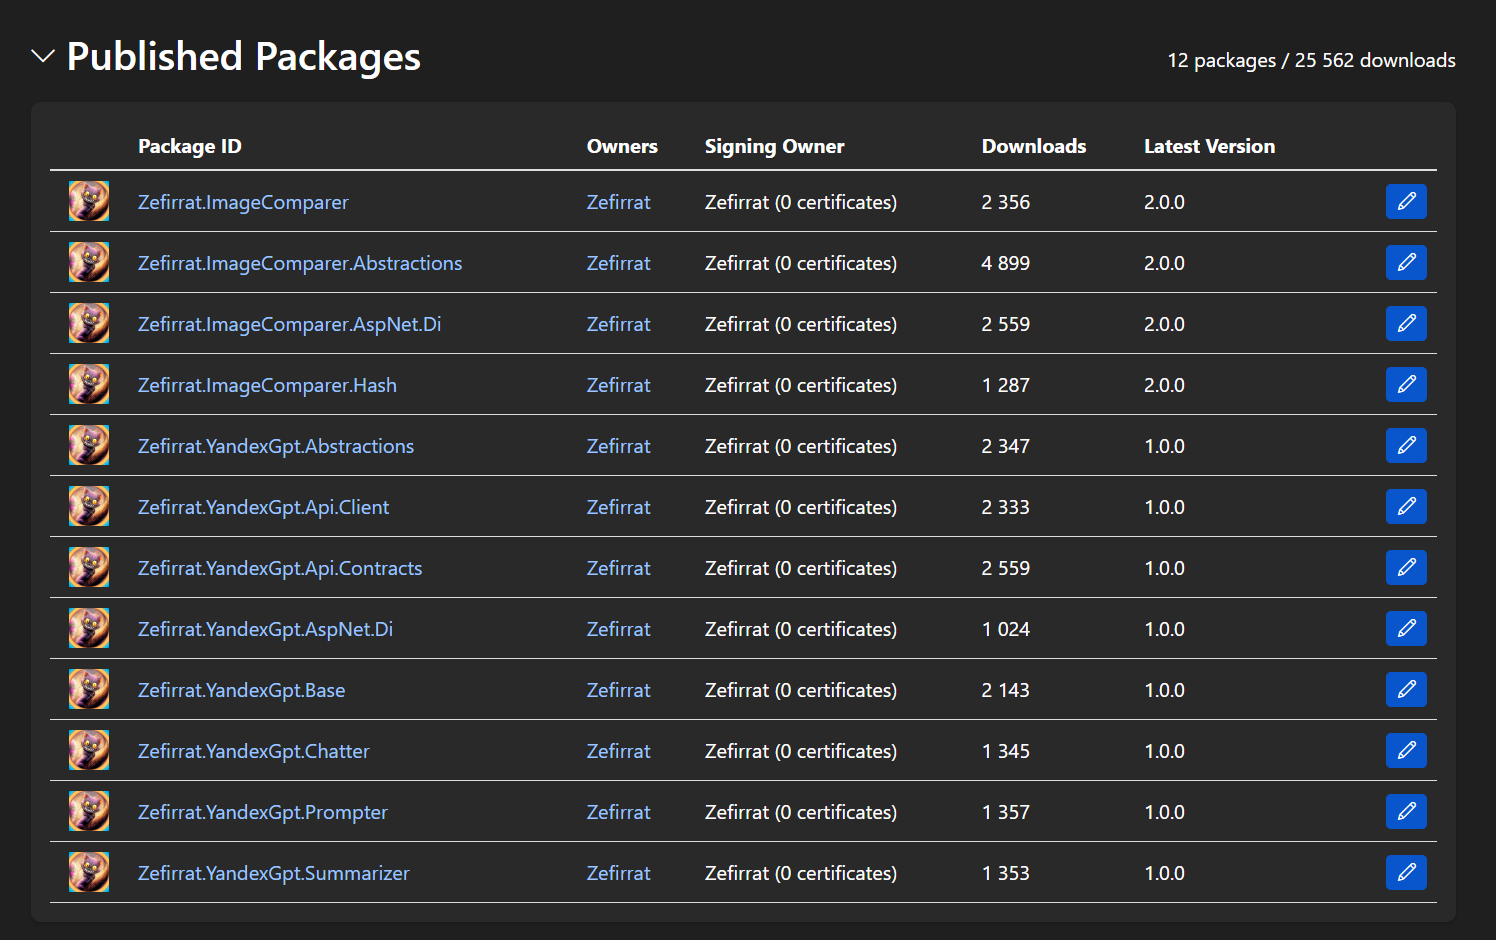 Published Packages
12 packages / 25 562 downloads
Package ID Owners Signing Owner Downloads Latest Version
Zefirrat.ImageComparer Zefirrat Zefirrat (0 certificates) 2 356 2.0.0
Zefirrat.ImageComparer.Abstractions Zefirrat Zefirrat (0 certificates) 4 899 2.0.0
Zefirrat.ImageComparer.AspNet.Di Zefirrat Zefirrat (0 certificates) 2 559 2.0.0
Zefirrat.ImageComparer.Hash Zefirrat Zefirrat (0 certificates) 1 287 2.0.0
Zefirrat.YandexGpt.Abstractions Zefirrat Zefirrat (0 certificates) 2 347 1.0.0
Zefirrat.YandexGpt.Api.Client Zefirrat Zefirrat (0 certificates) 2 333 1.0.0
Zefirrat.YandexGpt.Api.Contracts Zefirrat Zefirrat (0 certificates) 2 559 1.0.0
Zefirrat.YandexGpt.AspNet.Di Zefirrat Zefirrat (0 certificates) 1 024 1.0.0
Zefirrat.YandexGpt.Base Zefirrat Zefirrat (0 certificates) 2 143 1.0.0
Zefirrat.YandexGpt.Chatter Zefirrat Zefirrat (0 certificates) 1 345 1.0.0
Zefirrat.YandexGpt.Prompter Zefirrat Zefirrat (0 certificates) 1 357 1.0.0
Zefirrat.YandexGpt.Summarizer Zefirrat Zefirrat (0 certificates) 1 353 1.0.0